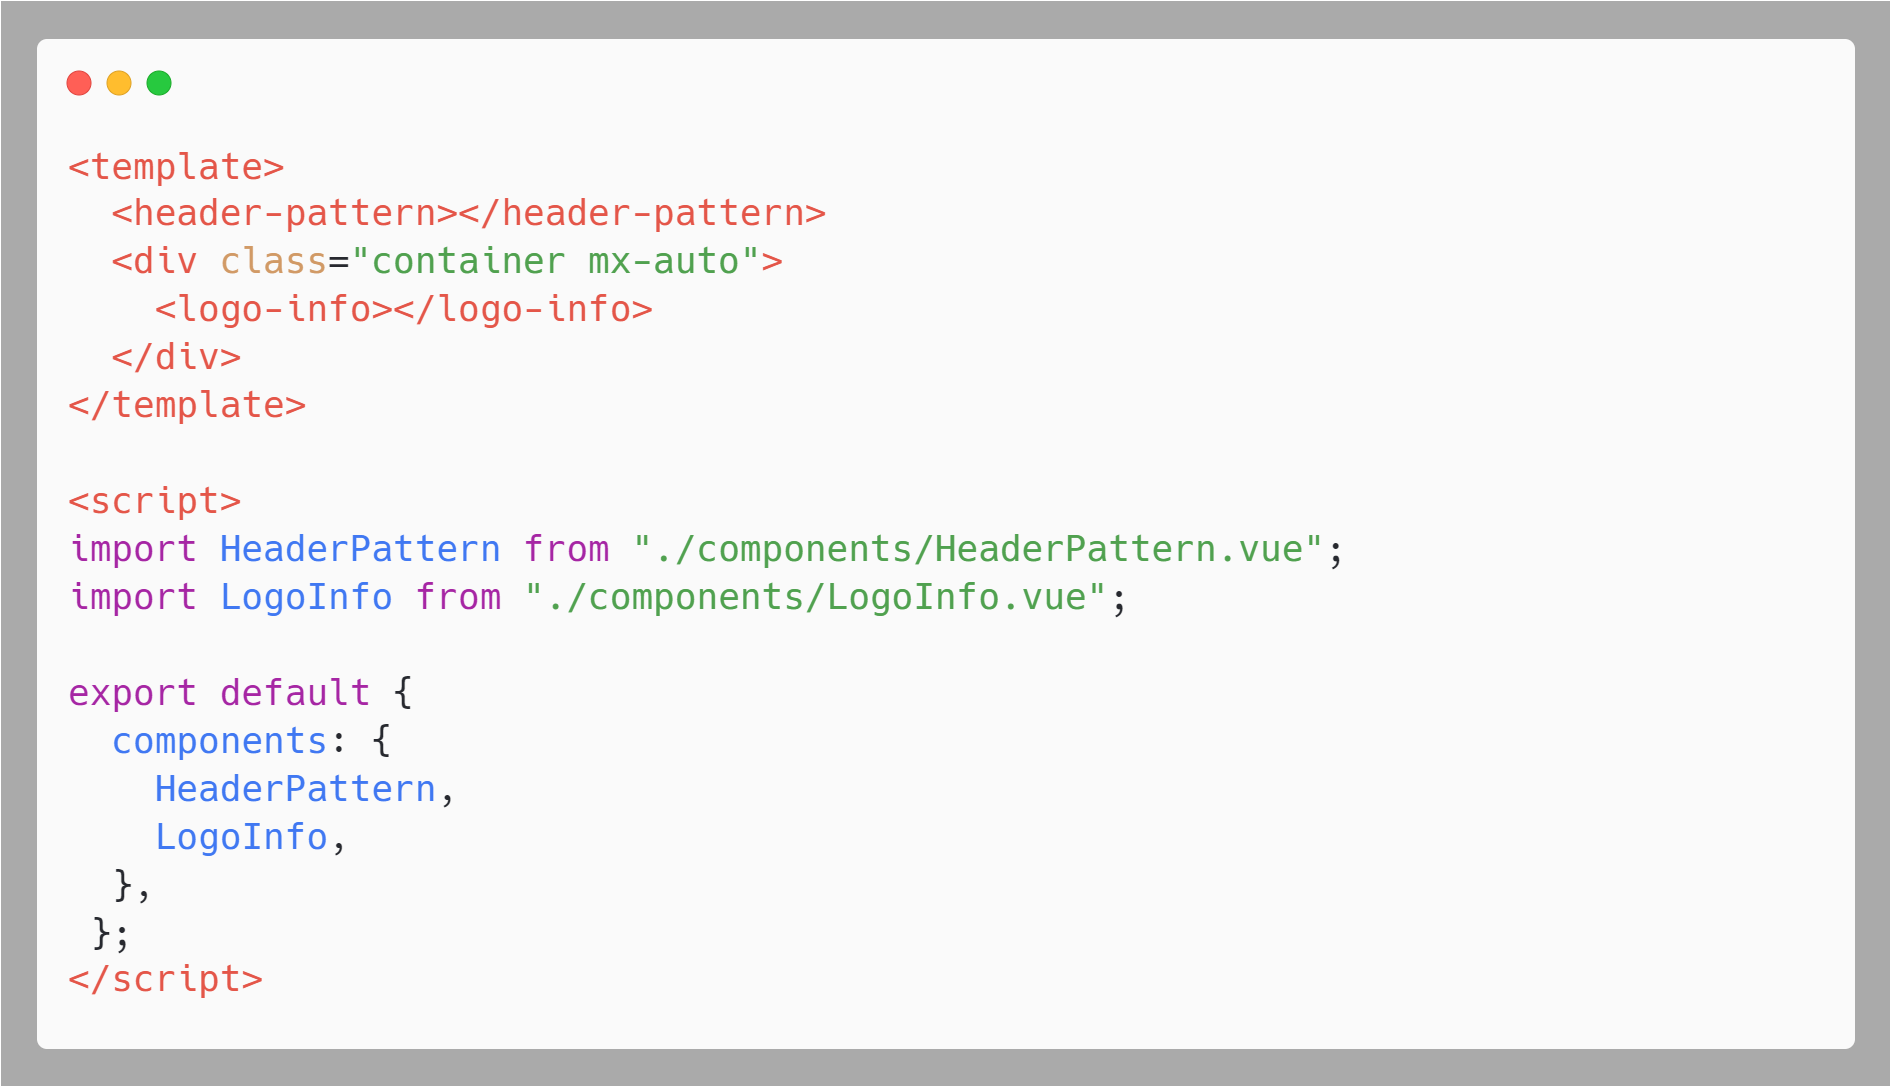 <template>
  <header-pattern></header-pattern>
  <div class="container mx-auto">
    <logo-info></logo-info>
  </div>
</template>

<script>
import HeaderPattern from "./components/HeaderPattern.vue";
import LogoInfo from "./components/LogoInfo.vue";

export default {
  components: {
    HeaderPattern,
    LogoInfo,
  },
 };
</script>